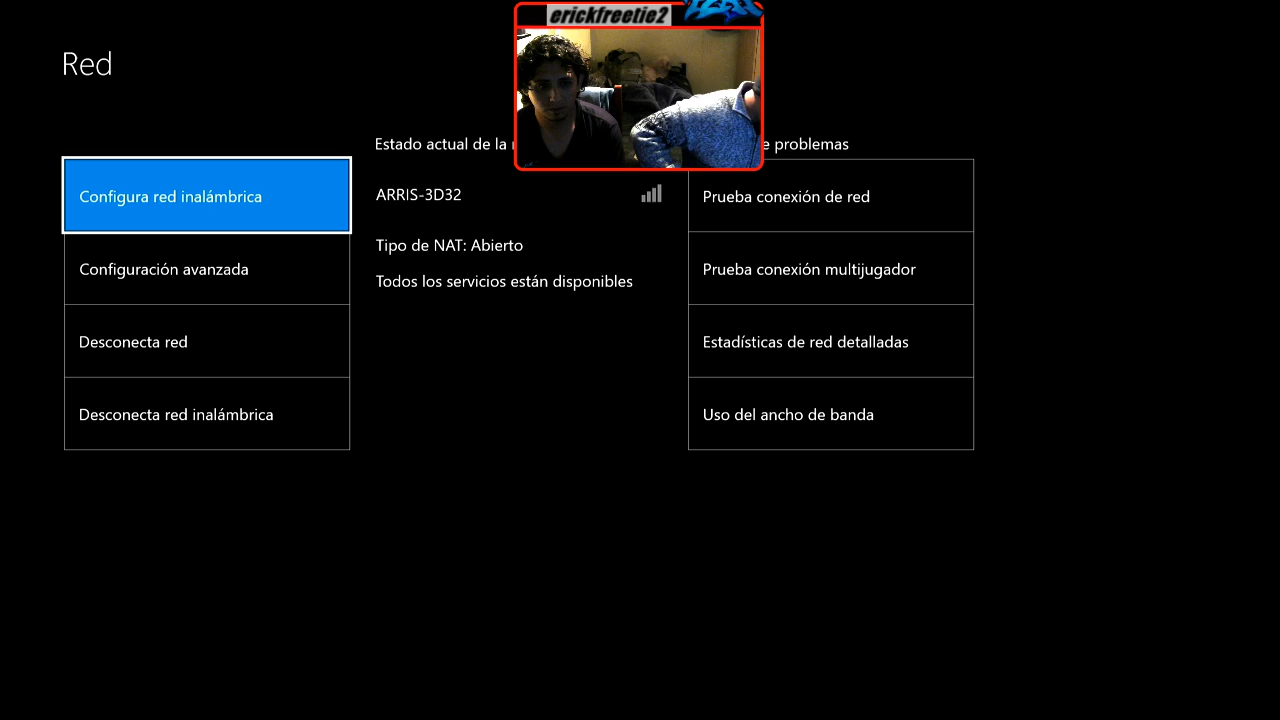 erickfreetie2
Red
Estado actual de la
e problemas
Configura red inalámbrica
Configuración avanzada
Desconecta red
Desconecta red inalámbrica
ARRIS-3D32
Tipo de NAT: Abierto
Todos los servicios están disponibles
Prueba conexión de red
Prueba conexión multijugador
Estadísticas de red detalladas
Uso del ancho de banda